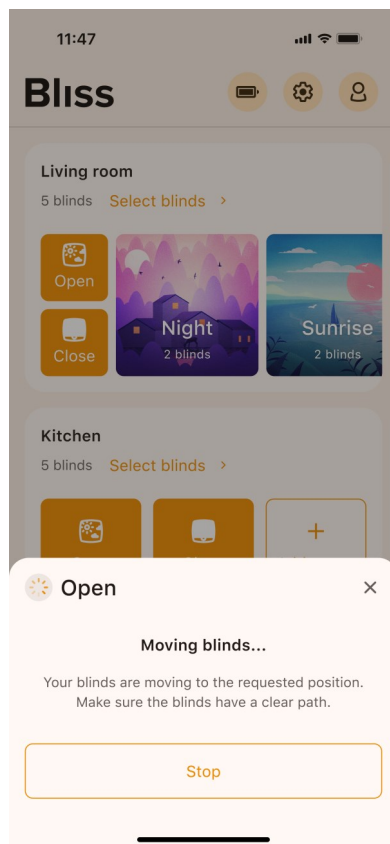 11:47
Bliss
Living room
5 blinds Select blinds >
Open
Close
Night
2 blinds
Sunrise
2 blinds
Kitchen
5 blinds Select blinds >
Open
Moving blinds...
Your blinds are moving to the requested position.
Make sure the blinds have a clear path.
Stop